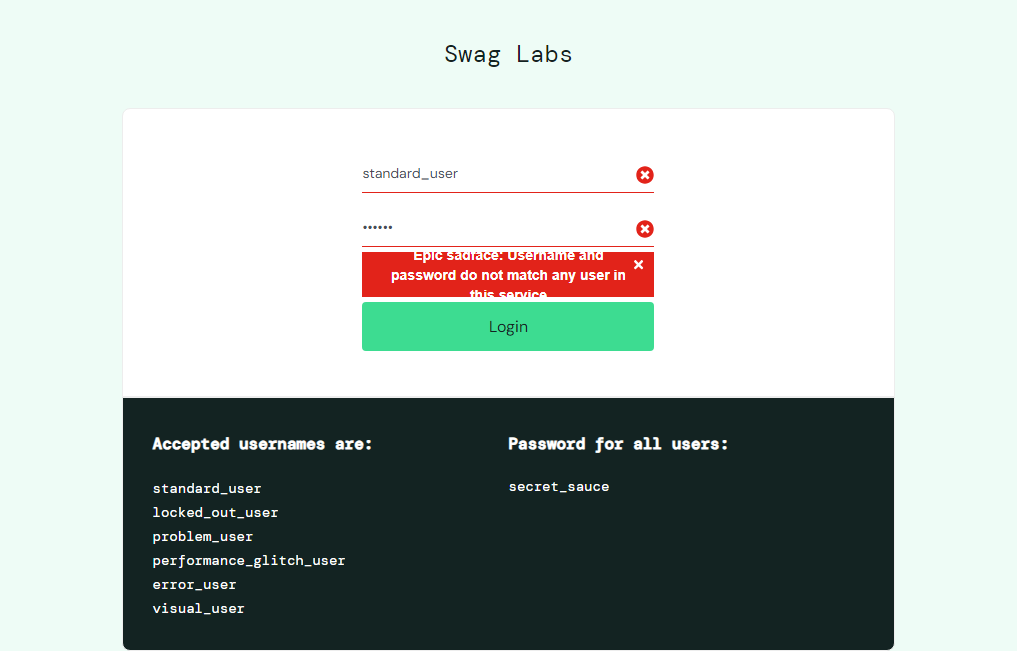 Swag Labs
standard_user
••••••
Epic sadface: Username and
password do not match any user in
this service
Login
Accepted usernames are:
standard_user
locked_out_user
problem_user
performance_glitch_user
error_user
visual_user
Password for all users:
secret_sauce